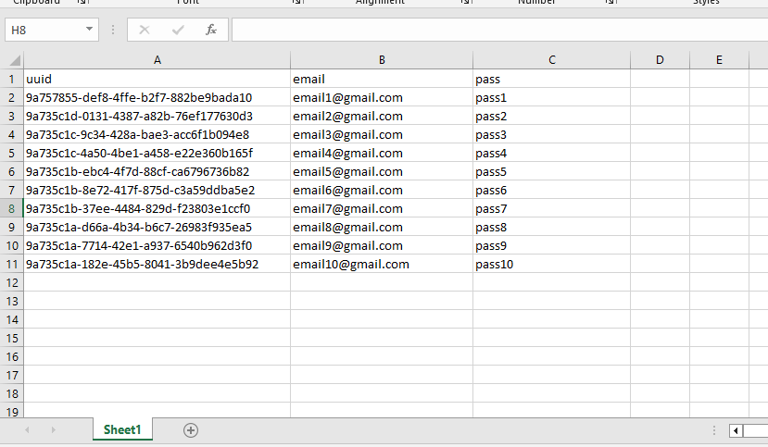 Clipboard Font Alignment Number Styles
H8 fx
A B C D E
1 uuid email pass
2 9a757855-def8-4ffe-b2f7-882be9bada10 email1@gmail.com pass1
3 9a735c1d-0131-4387-a82b-76ef177630d3 email2@gmail.com pass2
4 9a735c1c-9c34-428a-bae3-acc6f1b094e8 email3@gmail.com pass3
5 9a735c1c-4a50-4be1-a458-e22e360b165f email4@gmail.com pass4
6 9a735c1b-ebc4-4f7d-88cf-ca6796736b82 email5@gmail.com pass5
7 9a735c1b-8e72-417f-875d-c3a59ddba5e2 email6@gmail.com pass6
8 9a735c1b-37ee-4484-829d-f23803e1ccf0 email7@gmail.com pass7
9 9a735c1a-d66a-4b34-b6c7-26983f935ea5 email8@gmail.com pass8
10 9a735c1a-7714-42e1-a937-6540b962d3f0 email9@gmail.com pass9
11 9a735c1a-182e-45b5-8041-3b9dee4e5b92 email10@gmail.com pass10
12
13
14
15
16
17
18
19
Sheet1